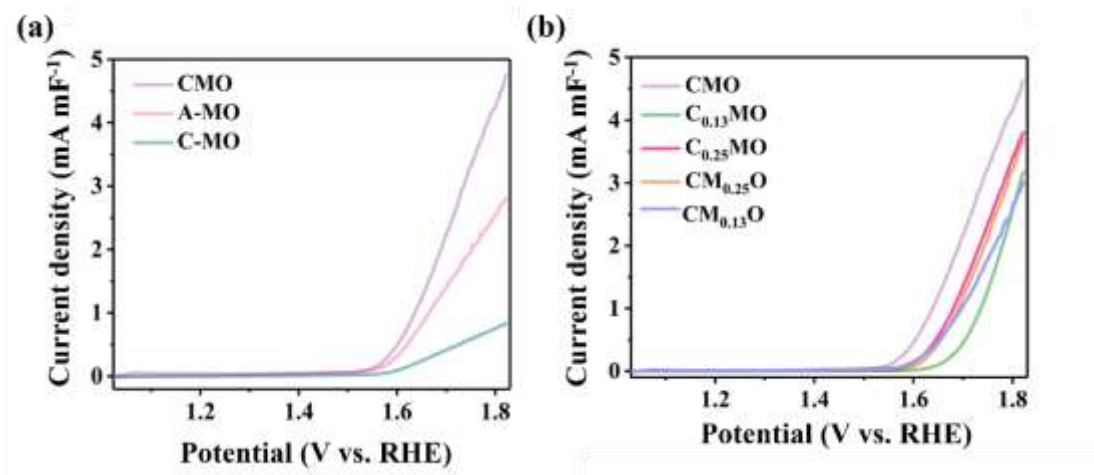 (a)
Current density (mA mF⁻¹)
5
4
3
2
1
0
CMO
A-MO
C-MO
1.2 1.4 1.6 1.8
Potential (V vs. RHE)
(b)
Current density (mA mF⁻¹)
5
4
3
2
1
0
CMO
C₀.₁₃MO
C₀.₂₅MO
CM₀.₂₅O
CM₀.₁₃O
1.2 1.4 1.6 1.8
Potential (V vs. RHE)